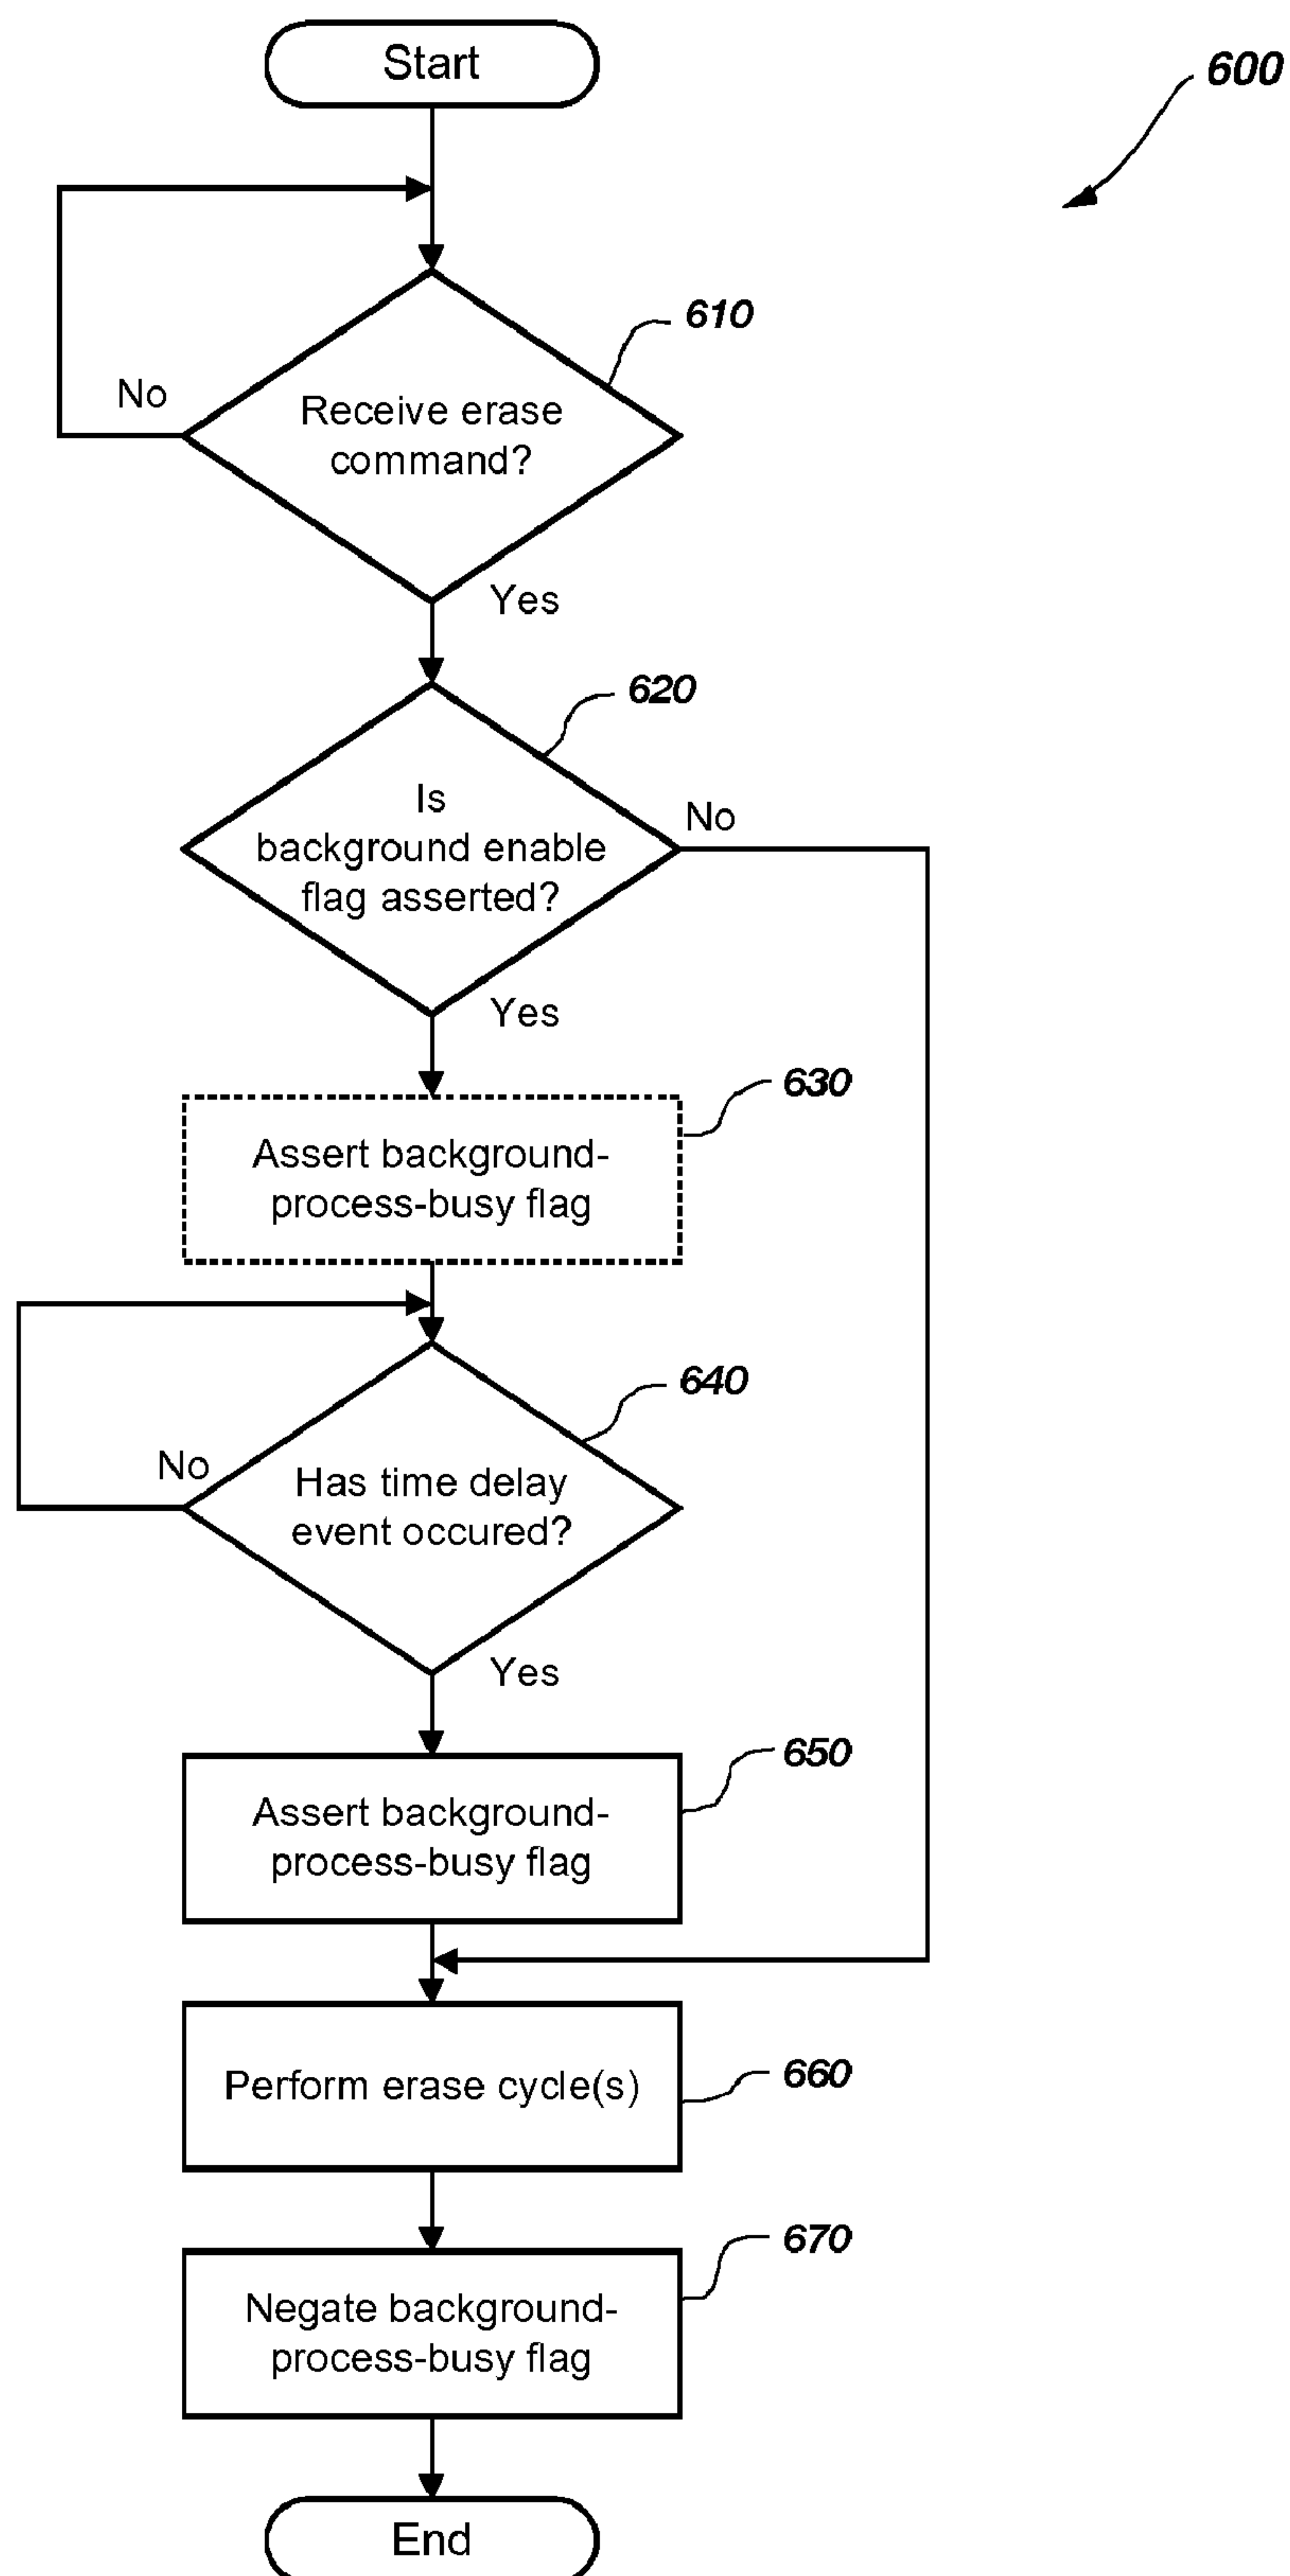 Start
600
610
No
Receive erase
command?
Yes
620
Is
background enable
flag asserted?
No
Yes
630
Assert background-
process-busy flag
640
No
Has time delay
event occured?
Yes
650
Assert background-
process-busy flag
660
Perform erase cycle(s)
670
Negate background-
process-busy flag
End